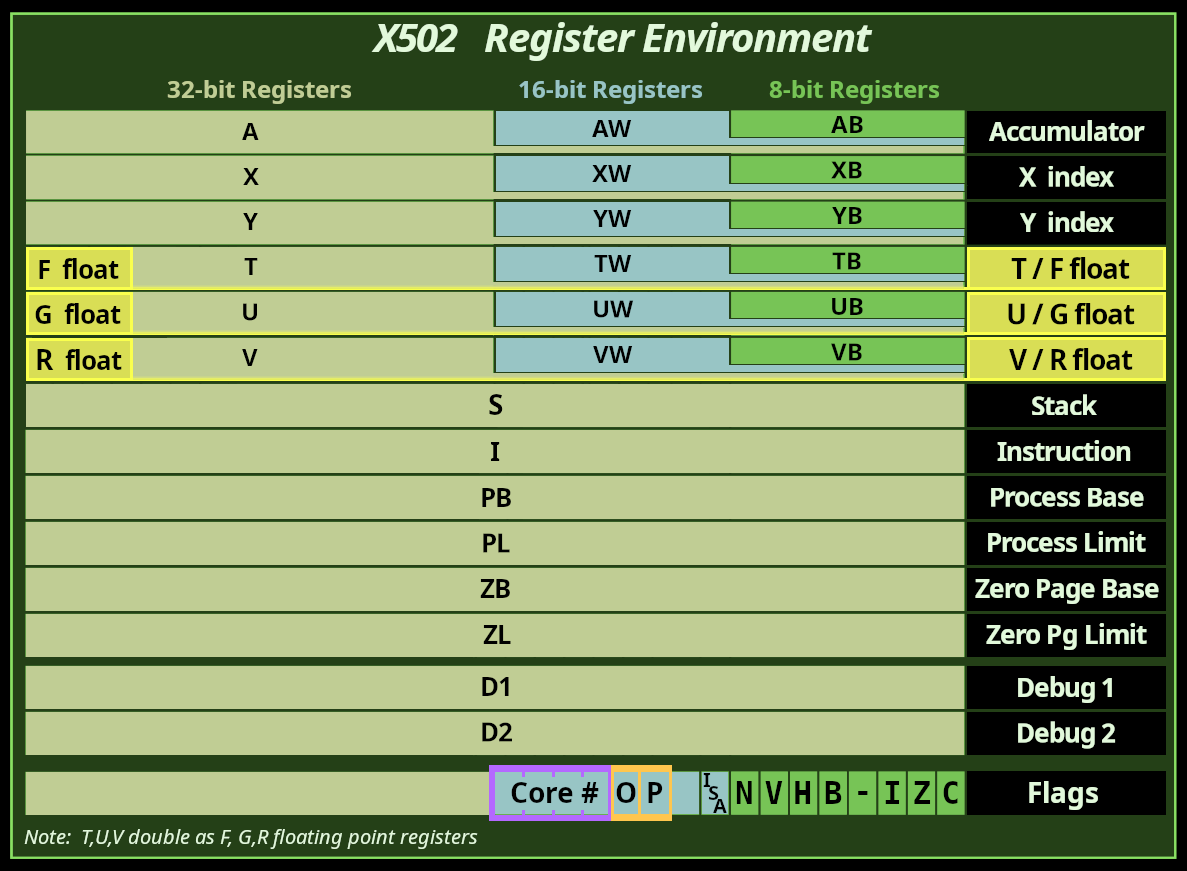 X502 Register Environment
32-bit Registers 16-bit Registers 8-bit Registers
A AW AB Accumulator
X XW XB X index
Y YW YB Y index
F float T TW TB T / F float
G float U UW UB U / G float
R float V VW VB V / R float
S Stack
I Instruction
PB Process Base
PL Process Limit
ZB Zero Page Base
ZL Zero Pg Limit
D1 Debug 1
D2 Debug 2
Core # O P ISA N V H B - I Z C Flags
Note: T,U,V double as F, G,R floating point registers